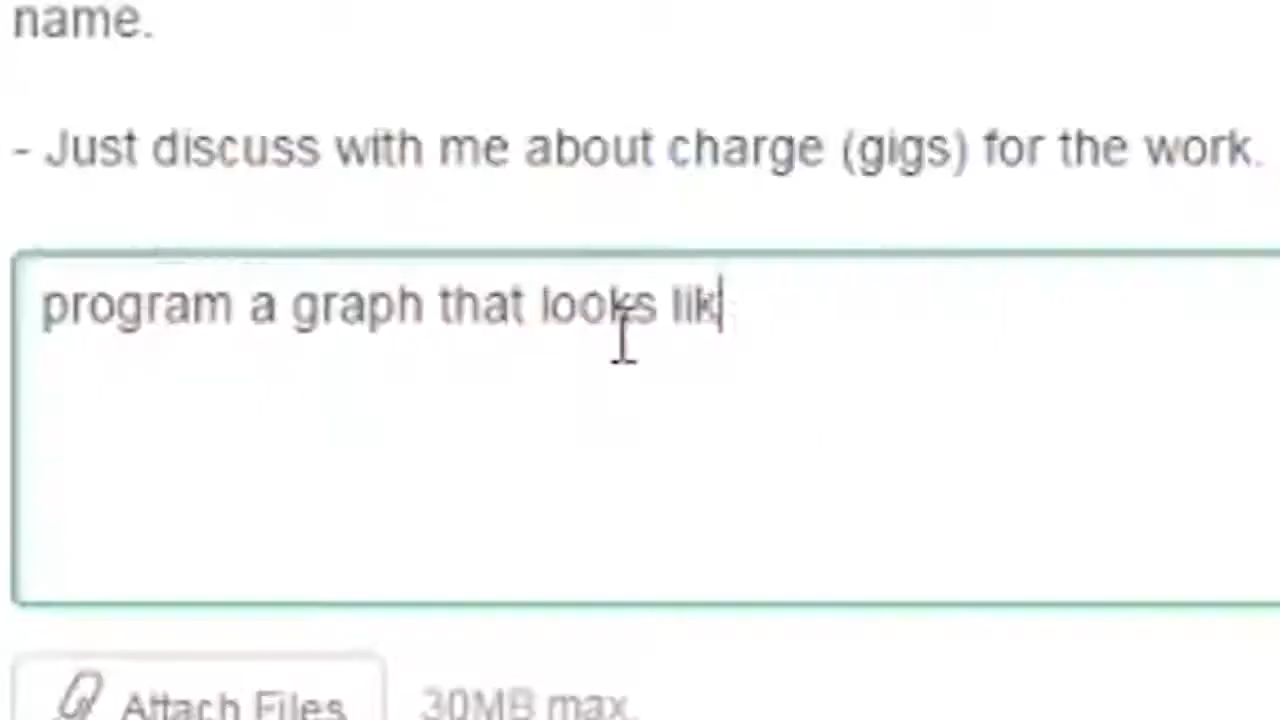 name.
- Just discuss with me about charge (gigs) for the work.
program a graph that looks lik
Attach Files
30MB max.